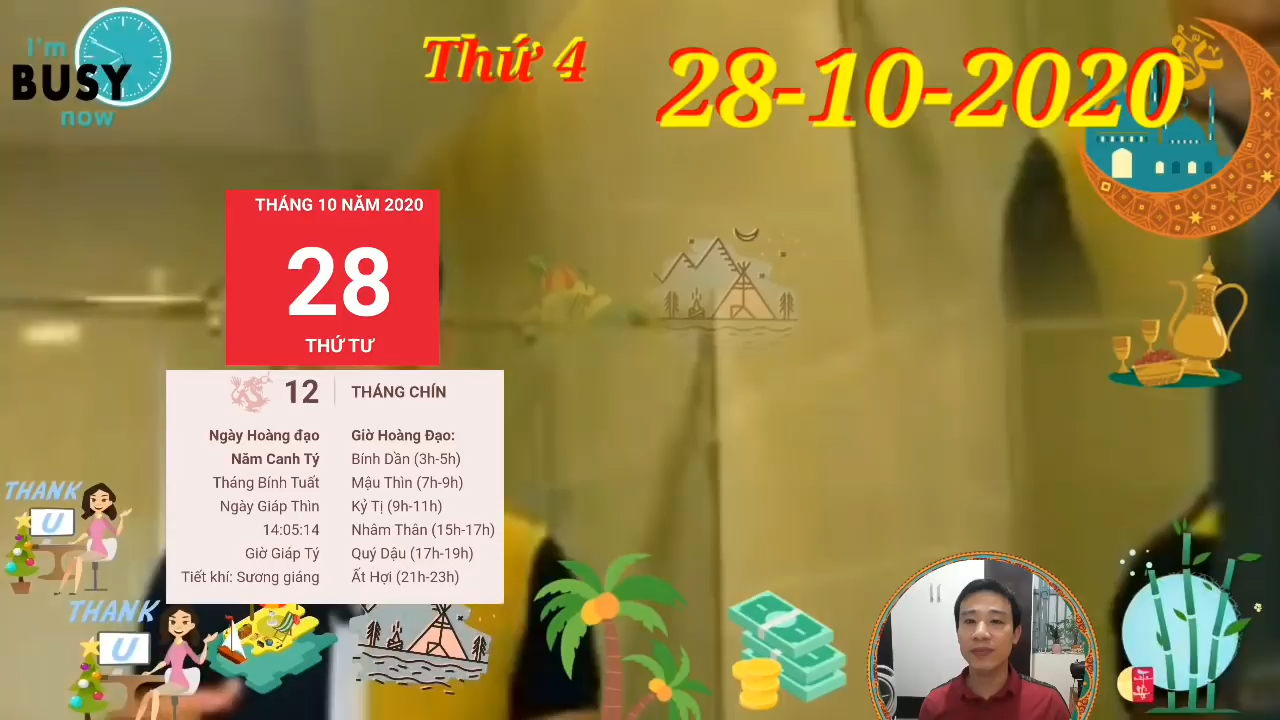 I'm
BUSY
now
Thứ 4
28-10-2020
THÁNG 10 NĂM 2020
28
THỨ TƯ
12
THÁNG CHÍN
Ngày Hoàng đạo
Năm Canh Tý
Tháng Bính Tuất
Ngày Giáp Thìn
14:05:14
Giờ Giáp Tý
Tiết khí: Sương giáng
Giờ Hoàng Đạo:
Bính Dần (3h-5h)
Mậu Thìn (7h-9h)
Kỷ Tị (9h-11h)
Nhâm Thân (15h-17h)
Quý Dậu (17h-19h)
Ất Hợi (21h-23h)
THANK
U
THANK
U